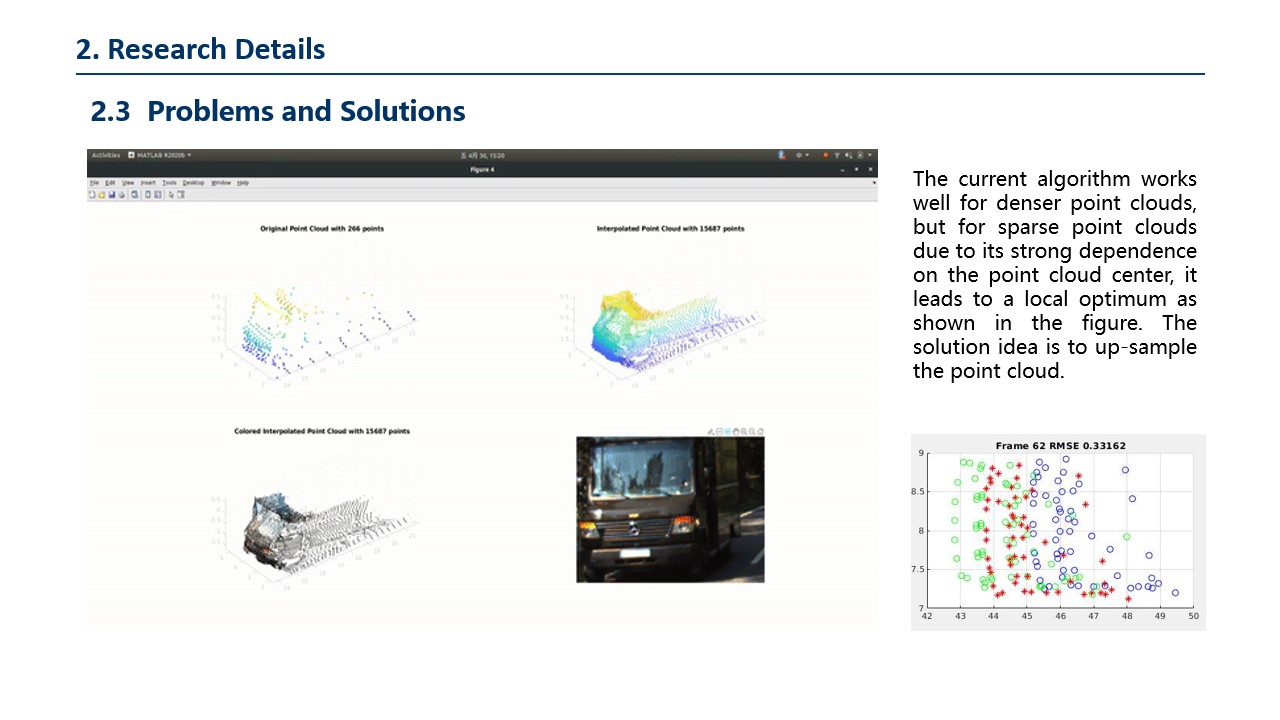 2. Research Details
2.3 Problems and Solutions
Activities MATLAB R2020b
五 4月 30, 15:20
Figure 4
File Edit View Insert Tools Desktop Window Help
Original Point Cloud with 266 points
Interpolated Point Cloud with 15687 points
Colored Interpolated Point Cloud with 15687 points
The current algorithm works
well for denser point clouds,
but for sparse point clouds
due to its strong dependence
on the point cloud center, it
leads to a local optimum as
shown in the figure. The
solution idea is to up-sample
the point cloud.
Frame 62 RMSE 0.33162
9
8.5
8
7.5
7
42 43 44 45 46 47 48 49 50